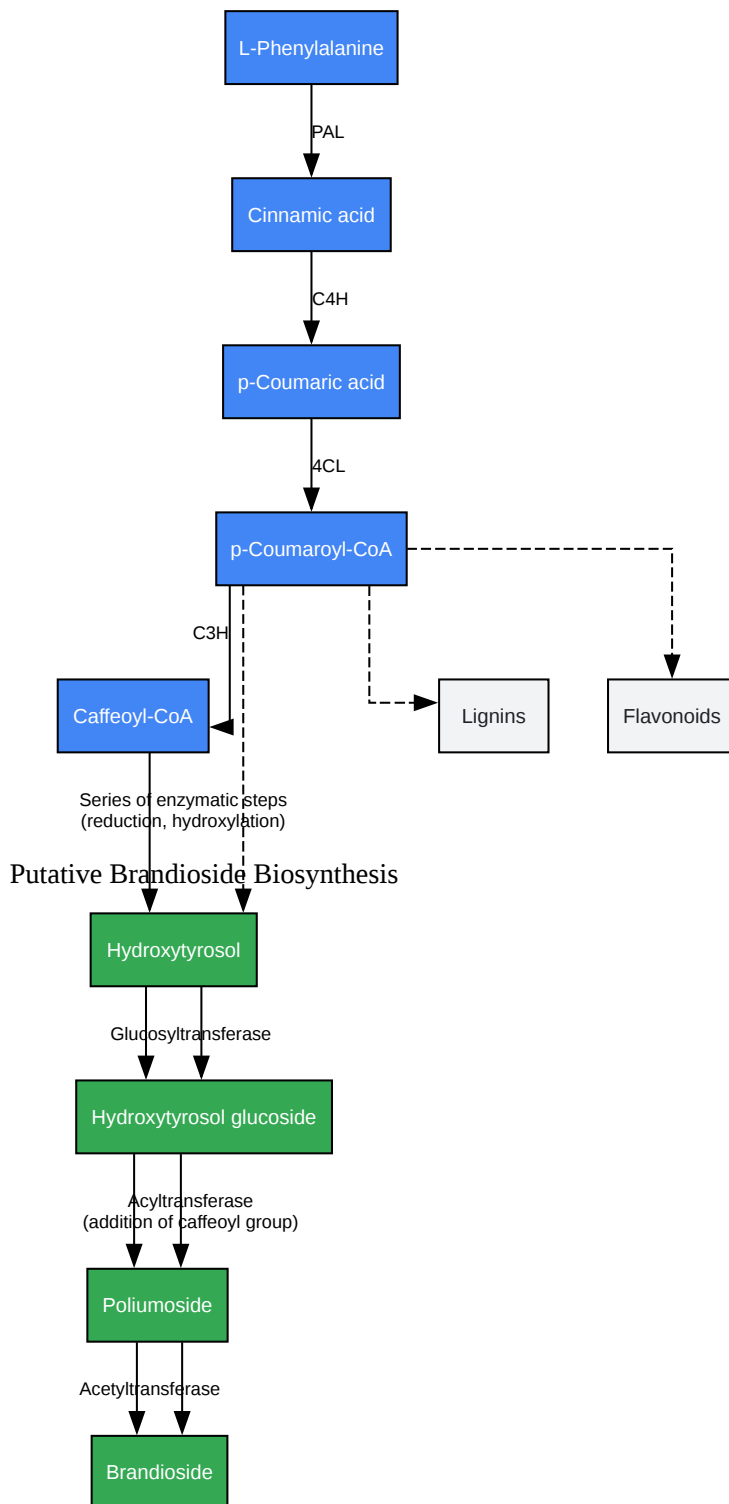 L-Phenylalanine
PAL
Cinnamic acid
C4H
p-Coumaric acid
4CL
p-Coumaroyl-CoA
C3H
Caffeoyl-CoA
Lignins
Flavonoids
Series of enzymatic steps
(reduction, hydroxylation)
Putative Brandioside Biosynthesis
Hydroxytyrosol
Glucosyltransferase
Hydroxytyrosol glucoside
Acyltransferase
(addition of caffeoyl group)
Poliumoside
Acetyltransferase
Brandioside